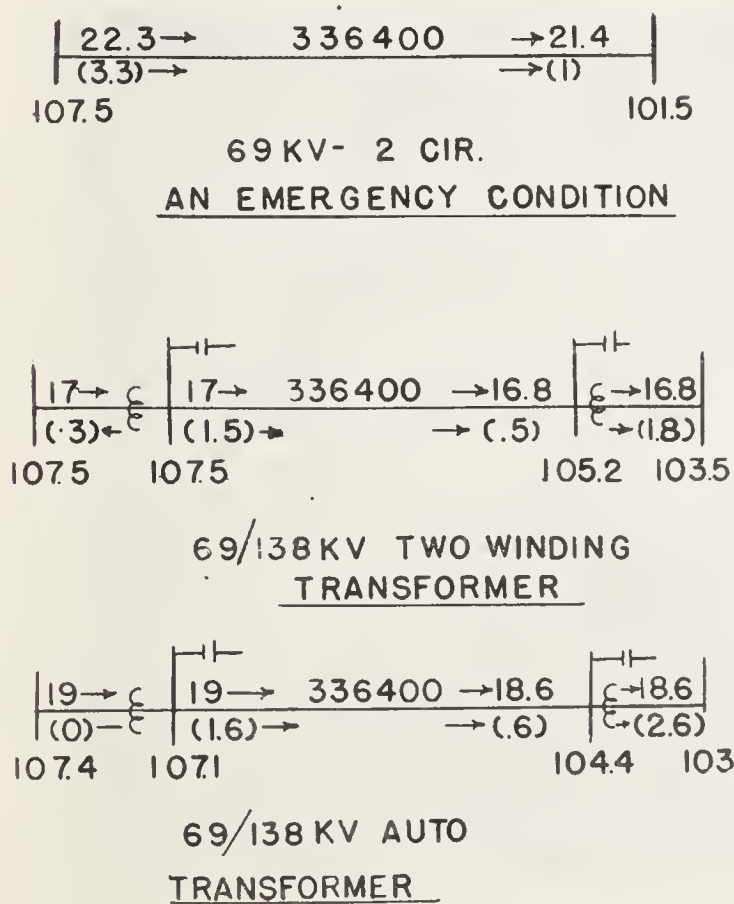 22.3→ 336400 →21.4
(3.3)→ →(1)
107.5 101.5
69 KV- 2 CIR.
AN EMERGENCY CONDITION
17→ 17→ 336400 →16.8 →16.8
(.3)← (1.5)→ →(.5) →(1.8)
107.5 107.5 105.2 103.5
69/138 KV TWO WINDING
TRANSFORMER
19→ 19→ 336400 →18.6 →18.6
(0)– (1.6)→ →(.6) →(2.6)
107.4 107.1 104.4 103
69/138 KV AUTO
TRANSFORMER